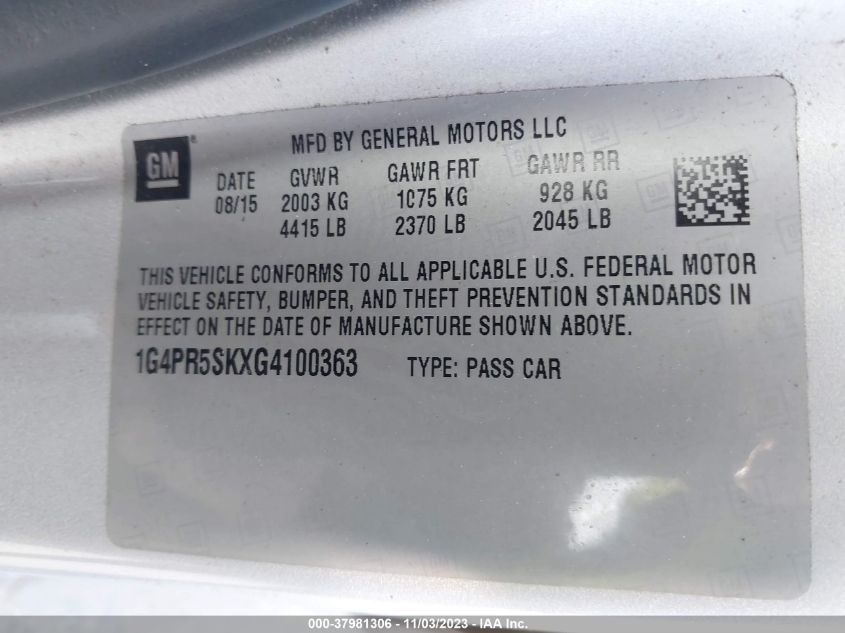 MFD BY GENERAL MOTORS LLC
GM®
DATE GVWR GAWR FRT GAWR RR
08/15 2003 KG 1075 KG 928 KG
4415 LB 2370 LB 2045 LB
THIS VEHICLE CONFORMS TO ALL APPLICABLE U.S. FEDERAL MOTOR
VEHICLE SAFETY, BUMPER, AND THEFT PREVENTION STANDARDS IN
EFFECT ON THE DATE OF MANUFACTURE SHOWN ABOVE.
1G4PR5SKXG4100363 TYPE: PASS CAR
000-37981306 - 11/03/2023 - IAA Inc.